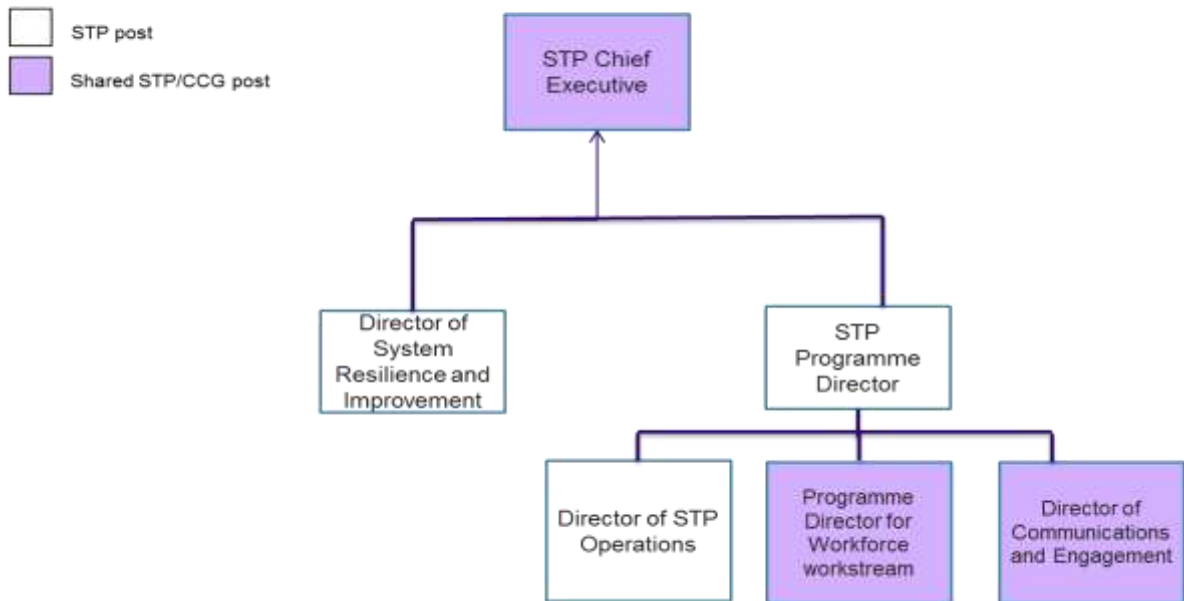 STP post
Shared STP/CCG post
STP Chief
Executive
Director of
System
Resilience and
Improvement
STP
Programme
Director
Director of STP
Operations
Programme
Director for
Workforce
workstream
Director of
Communications
and Engagement